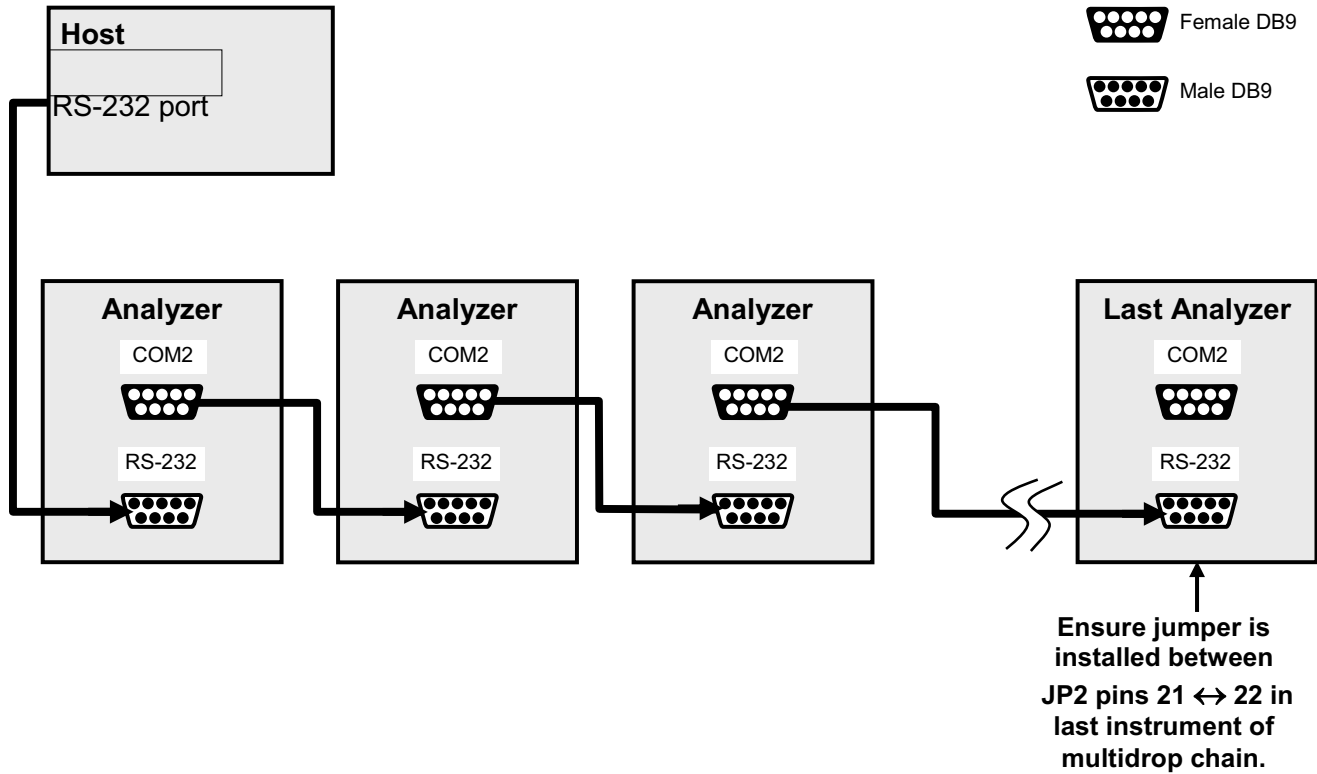 Host
RS-232 port
Female DB9
Male DB9
Analyzer
COM2
RS-232
Analyzer
COM2
RS-232
Analyzer
COM2
RS-232
Last Analyzer
COM2
RS-232
Ensure jumper is
installed between
JP2 pins 21 ↔ 22 in
last instrument of
multidrop chain.